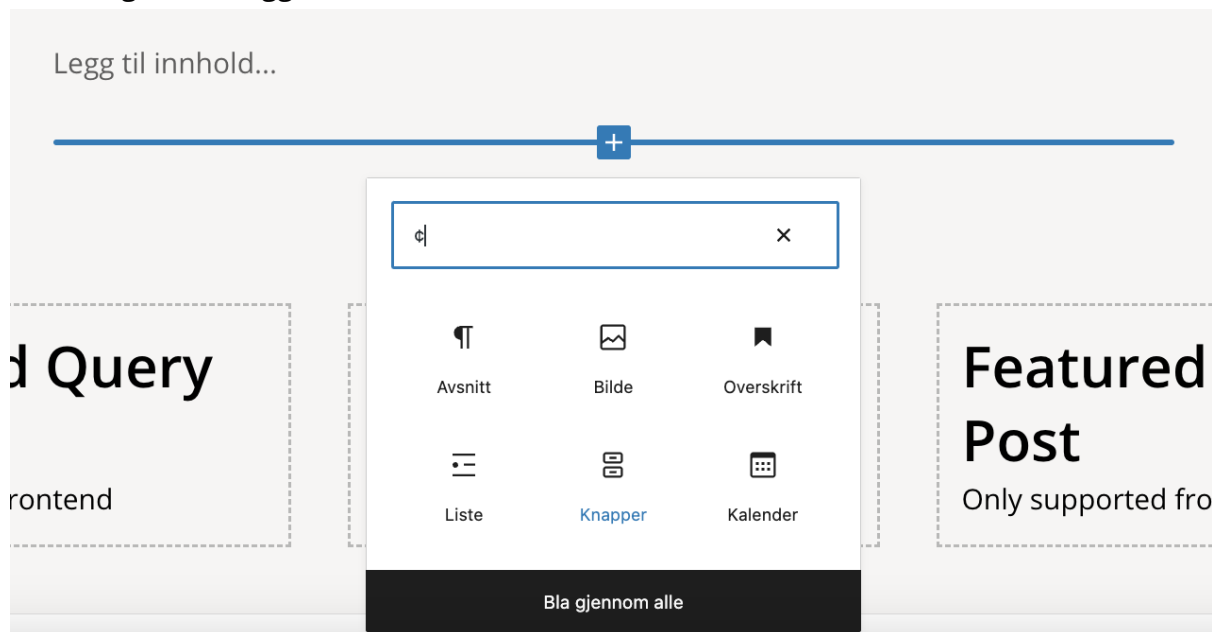 Legg til innhold...
+
¢
Avsnitt
Bilde
Overskrift
d Query
Featured
Post
Liste
Knapper
Kalender
rontend
Only supported fro
Bla gjennom alle